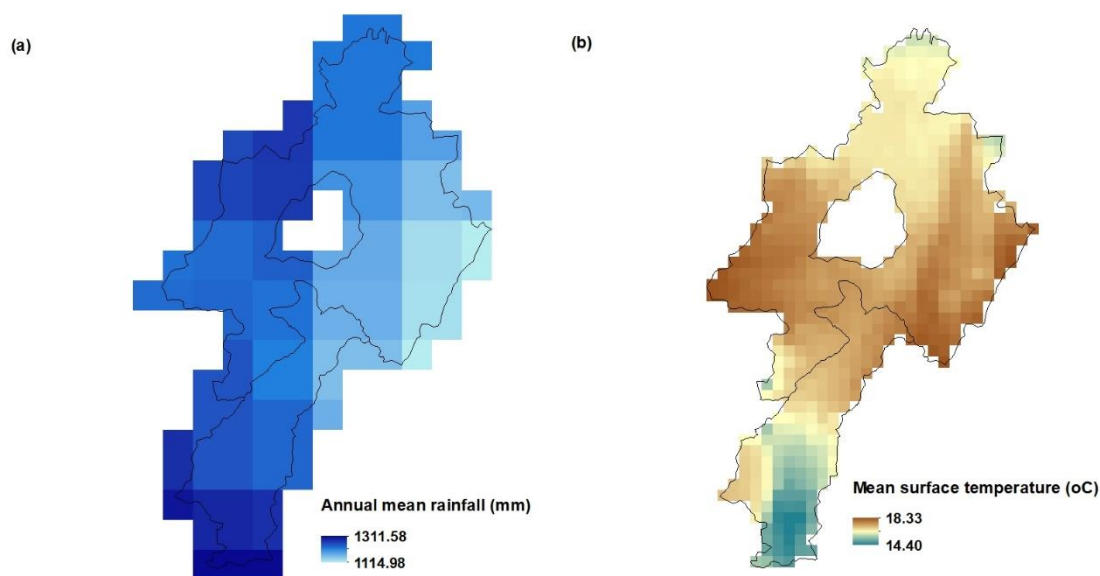 (a)
Annual mean rainfall (mm)
1311.58
1114.98
(b)
Mean surface temperature (oC)
18.33
14.40